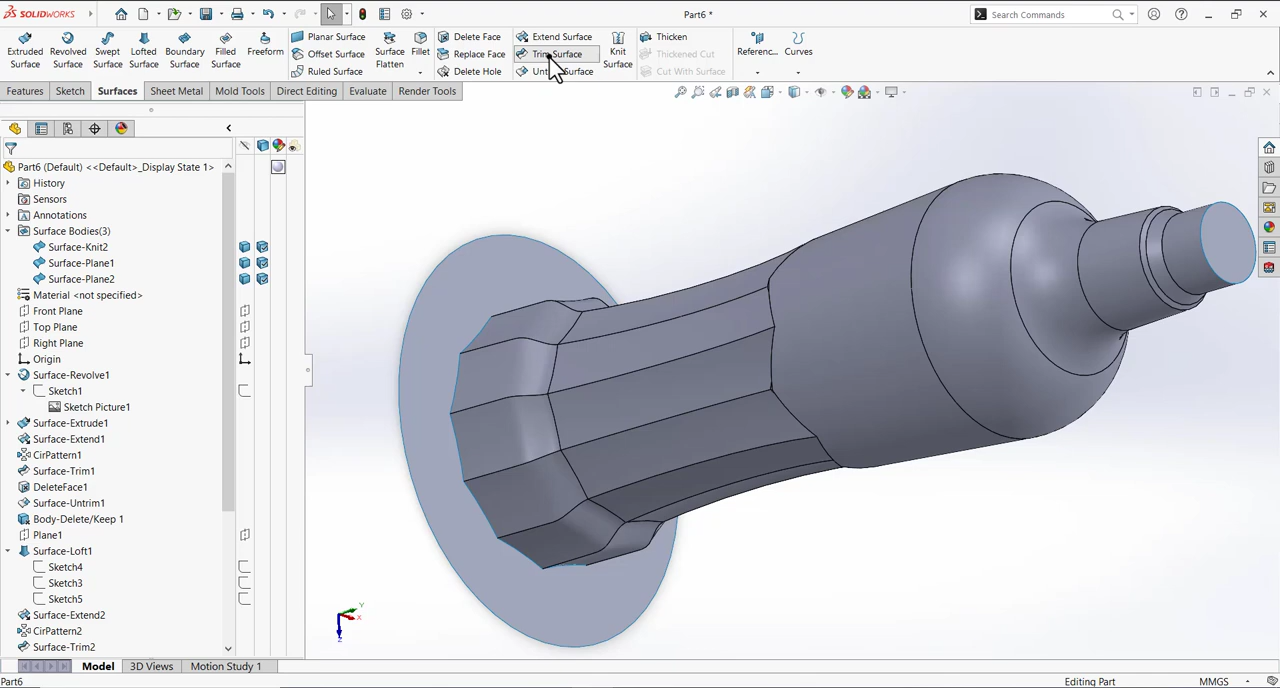 SOLIDWORKS
Part6 *
Search Commands
Extruded Surface
Revolved Surface
Swept Surface
Lofted Surface
Boundary Surface
Filled Surface
Freeform
Planar Surface
Offset Surface
Ruled Surface
Surface Flatten
Fillet
Delete Face
Replace Face
Delete Hole
Extend Surface
Trim Surface
Surface
Knit Surface
Thicken
Thickened Cut
Cut With Surface
Referenc...
Curves
Features
Sketch
Surfaces
Sheet Metal
Mold Tools
Direct Editing
Evaluate
Render Tools
Part6 (Default) <<Default>_Display State 1>
History
Sensors
Annotations
Surface Bodies(3)
Surface-Knit2
Surface-Plane1
Surface-Plane2
Material <not specified>
Front Plane
Top Plane
Right Plane
Origin
Surface-Revolve1
Sketch1
Sketch Picture1
Surface-Extrude1
Surface-Extend1
CirPattern1
Surface-Trim1
DeleteFace1
Surface-Untrim1
Body-Delete/Keep 1
Plane1
Surface-Loft1
Sketch4
Sketch3
Sketch5
Surface-Extend2
CirPattern2
Surface-Trim2
Y
X
Z
Model
3D Views
Motion Study 1
Part6
Editing Part
MMGS